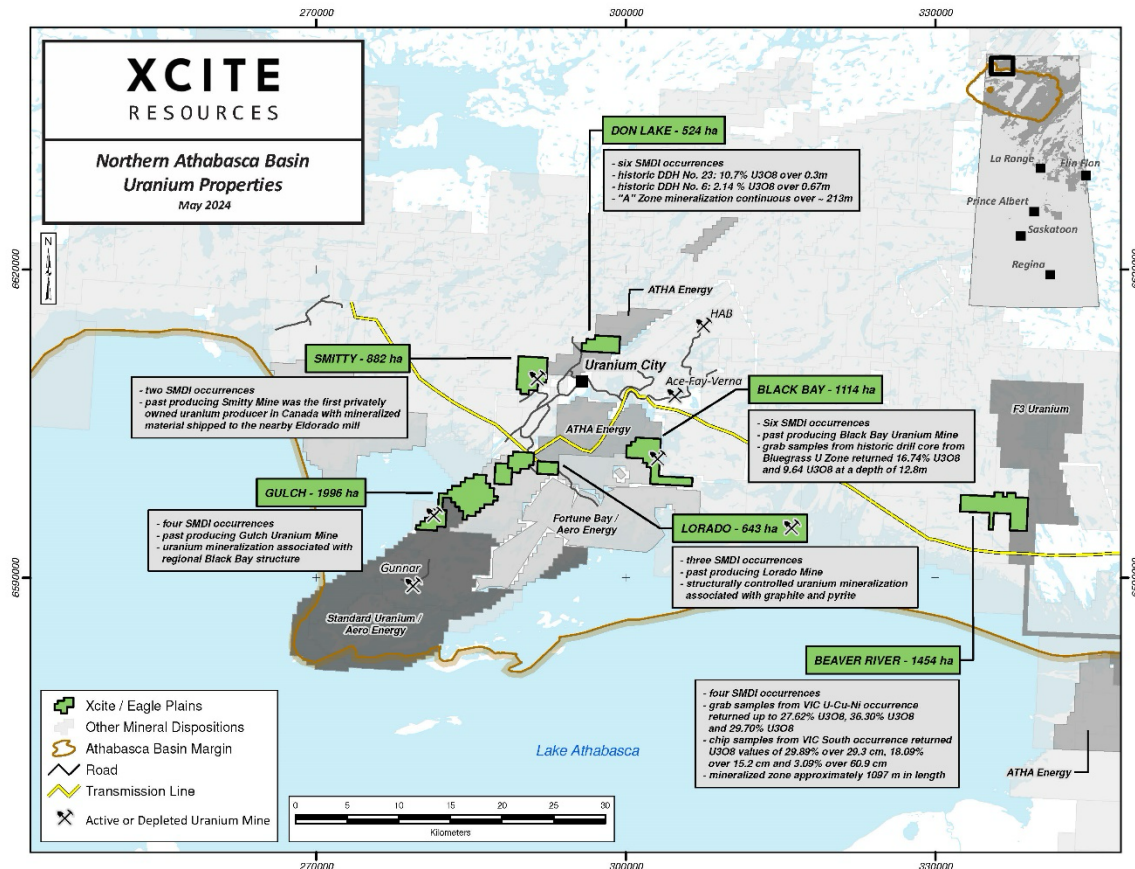 270000
300000
330000
XCITE
RESOURCES
Northern Athabasca Basin
Uranium Properties
May 2024
N
6620000
6620000
6590000
6590000
La Ronge
Flin Flon
Prince Albert
Saskatoon
Regina
DON LAKE - 524 ha
- six SMDI occurrences
- historic DDH No. 23: 10.7% U3O8 over 0.3m
- historic DDH No. 6: 2.14 % U3O8 over 0.67m
- "A" Zone mineralization continuous over ~ 213m
ATHA Energy
HAB
SMITTY - 882 ha
- two SMDI occurrences
- past producing Smitty Mine was the first privately
owned uranium producer in Canada with mineralized
material shipped to the nearby Eldorado mill
Uranium City
Ace-Fay-Verna
BLACK BAY - 1114 ha
- Six SMDI occurrences
- past producing Black Bay Uranium Mine
- grab samples from historic drill core from
Bluegrass U Zone returned 16.74% U3O8
and 9.64 U3O8 at a depth of 12.8m
F3 Uranium
ATHA Energy
GULCH - 1996 ha
- four SMDI occurrences
- past producing Gulch Uranium Mine
- uranium mineralization associated with
regional Black Bay structure
Fortune Bay /
Aero Energy
LORADO - 643 ha
- three SMDI occurrences
- past producing Lorado Mine
- structurally controlled uranium mineralization
associated with graphite and pyrite
Gunnar
Standard Uranium /
Aero Energy
BEAVER RIVER - 1454 ha
- four SMDI occurrences
- grab samples from VIC U-Cu-Ni occurrence
returned up to 27.62% U3O8, 36.30% U3O8
and 29.70% U3O8
- chip samples from VIC South occurrence returned
U3O8 values of 29.89% over 29.3 cm, 18.09%
over 15.2 cm and 3.09% over 60.9 cm
- mineralized zone approximately 1097 m in length
ATHA Energy
Lake Athabasca
Xcite / Eagle Plains
Other Mineral Dispositions
Athabasca Basin Margin
Road
Transmission Line
Active or Depleted Uranium Mine
0 5 10 15 20 25 30
Kilometers
270000
300000
330000